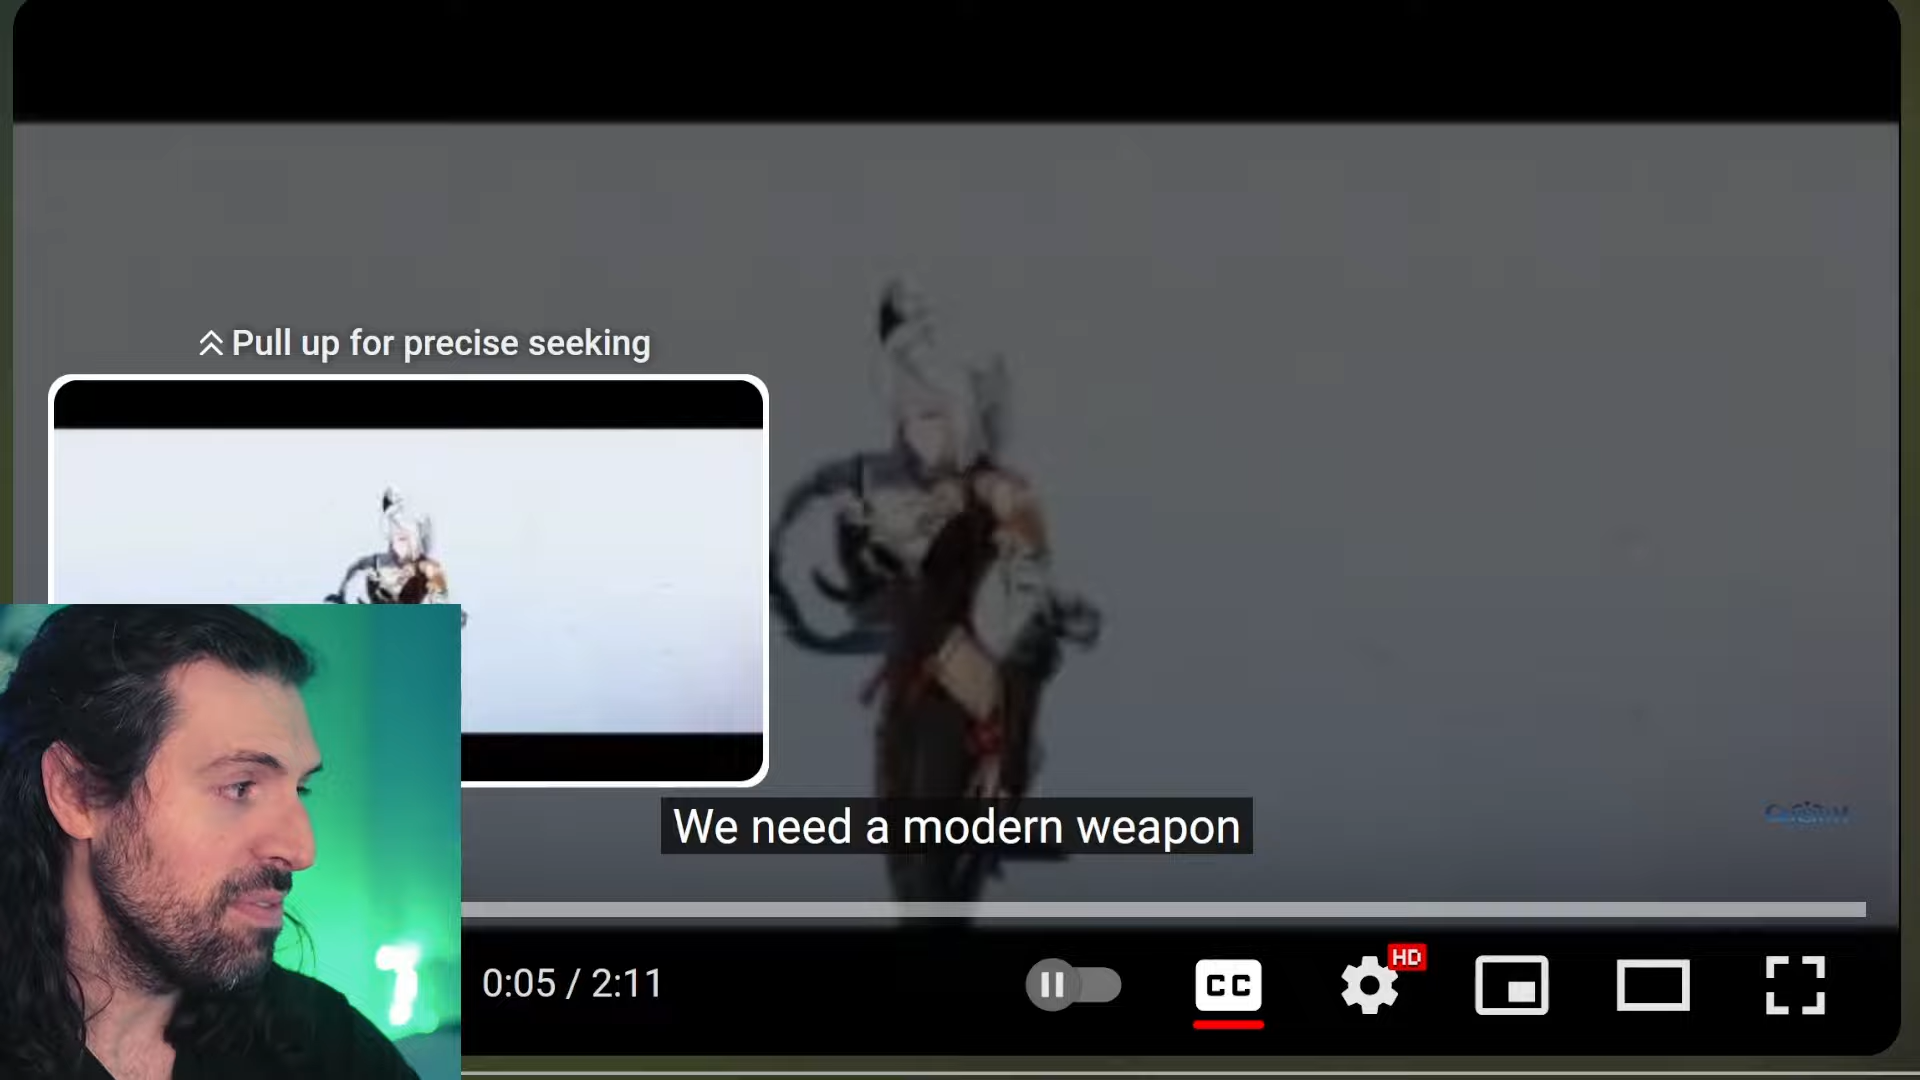 Pull up for precise seeking
We need a modern weapon
0:05 / 2:11
CC
HD